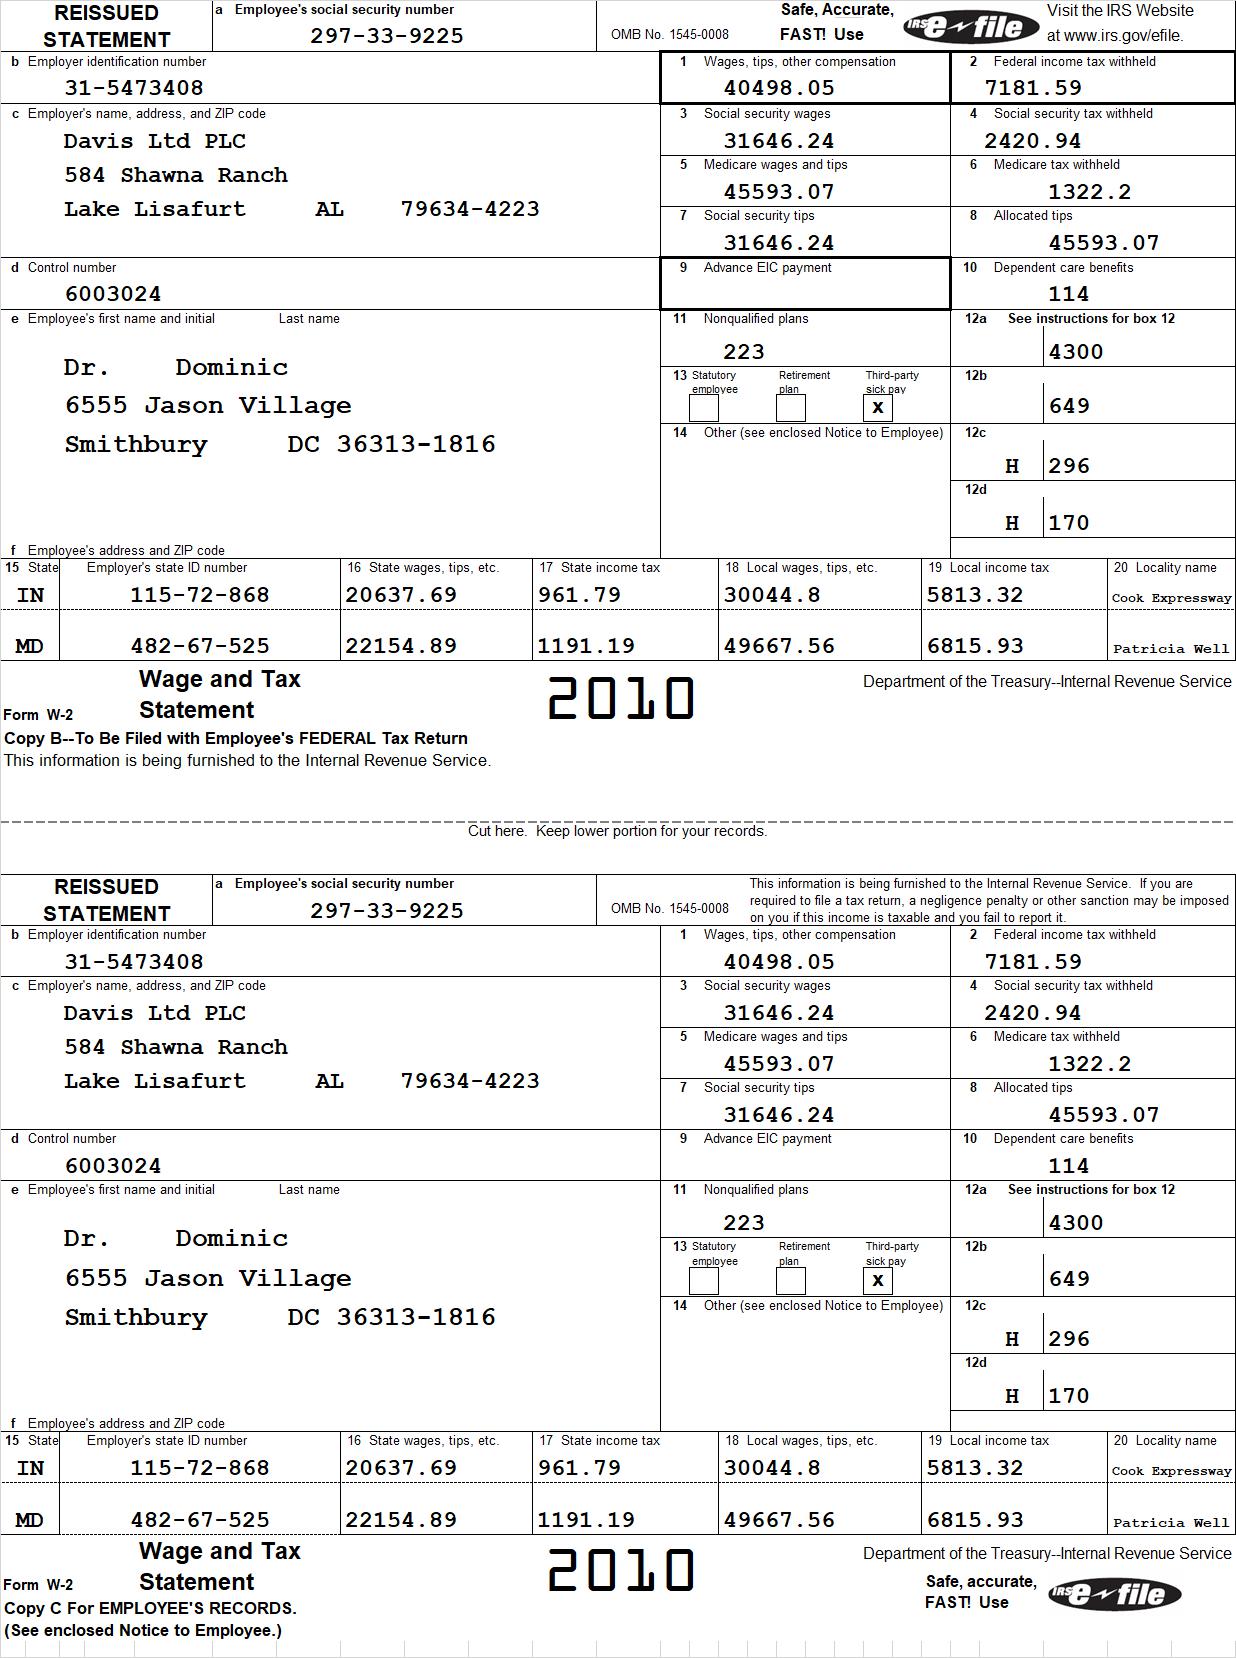 REISSUED STATEMENT
a Employee's social security number
297-33-9225
OMB No. 1545-0008
Safe, Accurate,
FAST! Use
IRS e-file
Visit the IRS Website
at www.irs.gov/efile.
b Employer identification number
31-5473408
1 Wages, tips, other compensation
40498.05
2 Federal income tax withheld
7181.59
c Employer's name, address, and ZIP code
Davis Ltd PLC
584 Shawna Ranch
Lake Lisafurt AL 79634-4223
3 Social security wages
31646.24
4 Social security tax withheld
2420.94
5 Medicare wages and tips
45593.07
6 Medicare tax withheld
1322.2
7 Social security tips
31646.24
8 Allocated tips
45593.07
d Control number
6003024
9 Advance EIC payment
10 Dependent care benefits
114
e Employee's first name and initial Last name
Dr. Dominic
6555 Jason Village
Smithbury DC 36313-1816
11 Nonqualified plans
223
12a See instructions for box 12
4300
13 Statutory employee
Retirement plan
Third-party sick pay
X
12b
649
14 Other (see enclosed Notice to Employee)
12c
H 296
12d
H 170
f Employee's address and ZIP code
15 State Employer's state ID number 16 State wages, tips, etc. 17 State income tax 18 Local wages, tips, etc. 19 Local income tax 20 Locality name
IN 115-72-868 20637.69 961.79 30044.8 5813.32 Cook Expressway
MD 482-67-525 22154.89 1191.19 49667.56 6815.93 Patricia Well
Form W-2
Wage and Tax
Statement
2010
Department of the Treasury--Internal Revenue Service
Copy B--To Be Filed with Employee's FEDERAL Tax Return
This information is being furnished to the Internal Revenue Service.
Cut here. Keep lower portion for your records.
REISSUED STATEMENT
a Employee's social security number
297-33-9225
OMB No. 1545-0008
This information is being furnished to the Internal Revenue Service. If you are
required to file a tax return, a negligence penalty or other sanction may be imposed
on you if this income is taxable and you fail to report it.
b Employer identification number
31-5473408
1 Wages, tips, other compensation
40498.05
2 Federal income tax withheld
7181.59
c Employer's name, address, and ZIP code
Davis Ltd PLC
584 Shawna Ranch
Lake Lisafurt AL 79634-4223
3 Social security wages
31646.24
4 Social security tax withheld
2420.94
5 Medicare wages and tips
45593.07
6 Medicare tax withheld
1322.2
7 Social security tips
31646.24
8 Allocated tips
45593.07
d Control number
6003024
9 Advance EIC payment
10 Dependent care benefits
114
e Employee's first name and initial Last name
Dr. Dominic
6555 Jason Village
Smithbury DC 36313-1816
11 Nonqualified plans
223
12a See instructions for box 12
4300
13 Statutory employee
Retirement plan
Third-party sick pay
X
12b
649
14 Other (see enclosed Notice to Employee)
12c
H 296
12d
H 170
f Employee's address and ZIP code
15 State Employer's state ID number 16 State wages, tips, etc. 17 State income tax 18 Local wages, tips, etc. 19 Local income tax 20 Locality name
IN 115-72-868 20637.69 961.79 30044.8 5813.32 Cook Expressway
MD 482-67-525 22154.89 1191.19 49667.56 6815.93 Patricia Well
Form W-2
Wage and Tax
Statement
2010
Department of the Treasury--Internal Revenue Service
Safe, accurate,
FAST! Use
IRS e-file
Copy C For EMPLOYEE'S RECORDS.
(See enclosed Notice to Employee.)